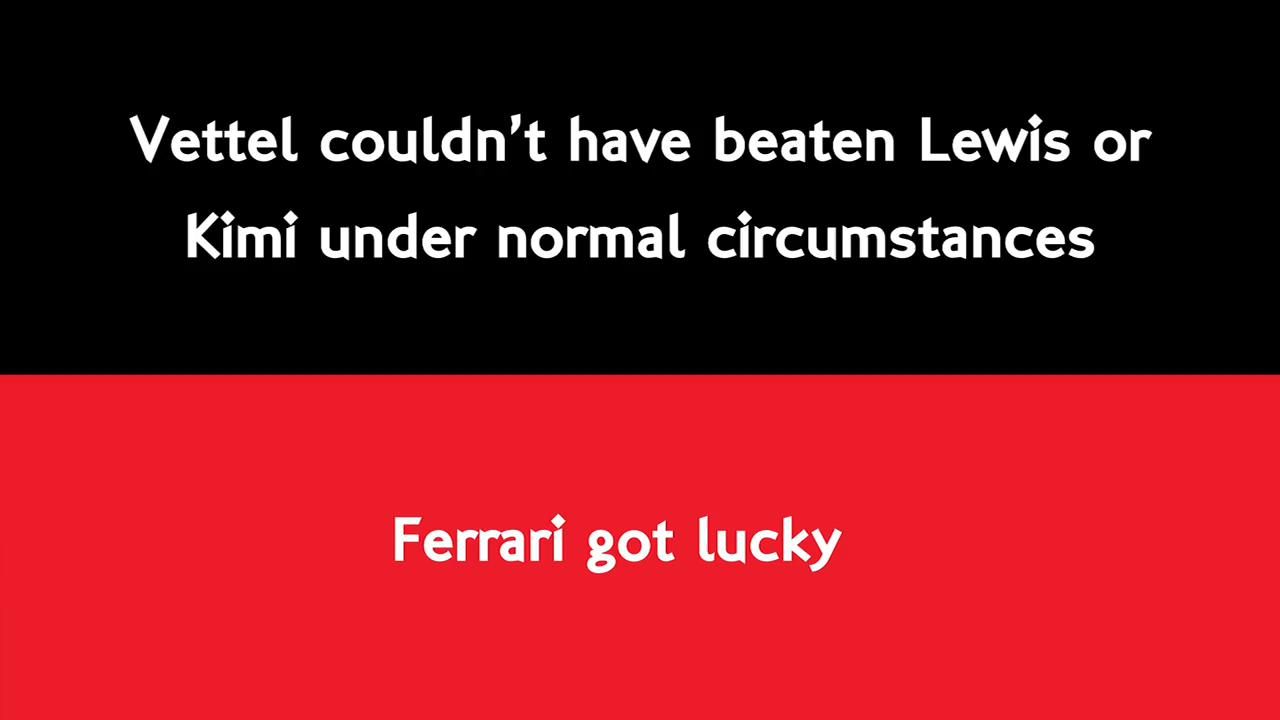 Vettel couldn’t have beaten Lewis or
Kimi under normal circumstances
Ferrari got lucky